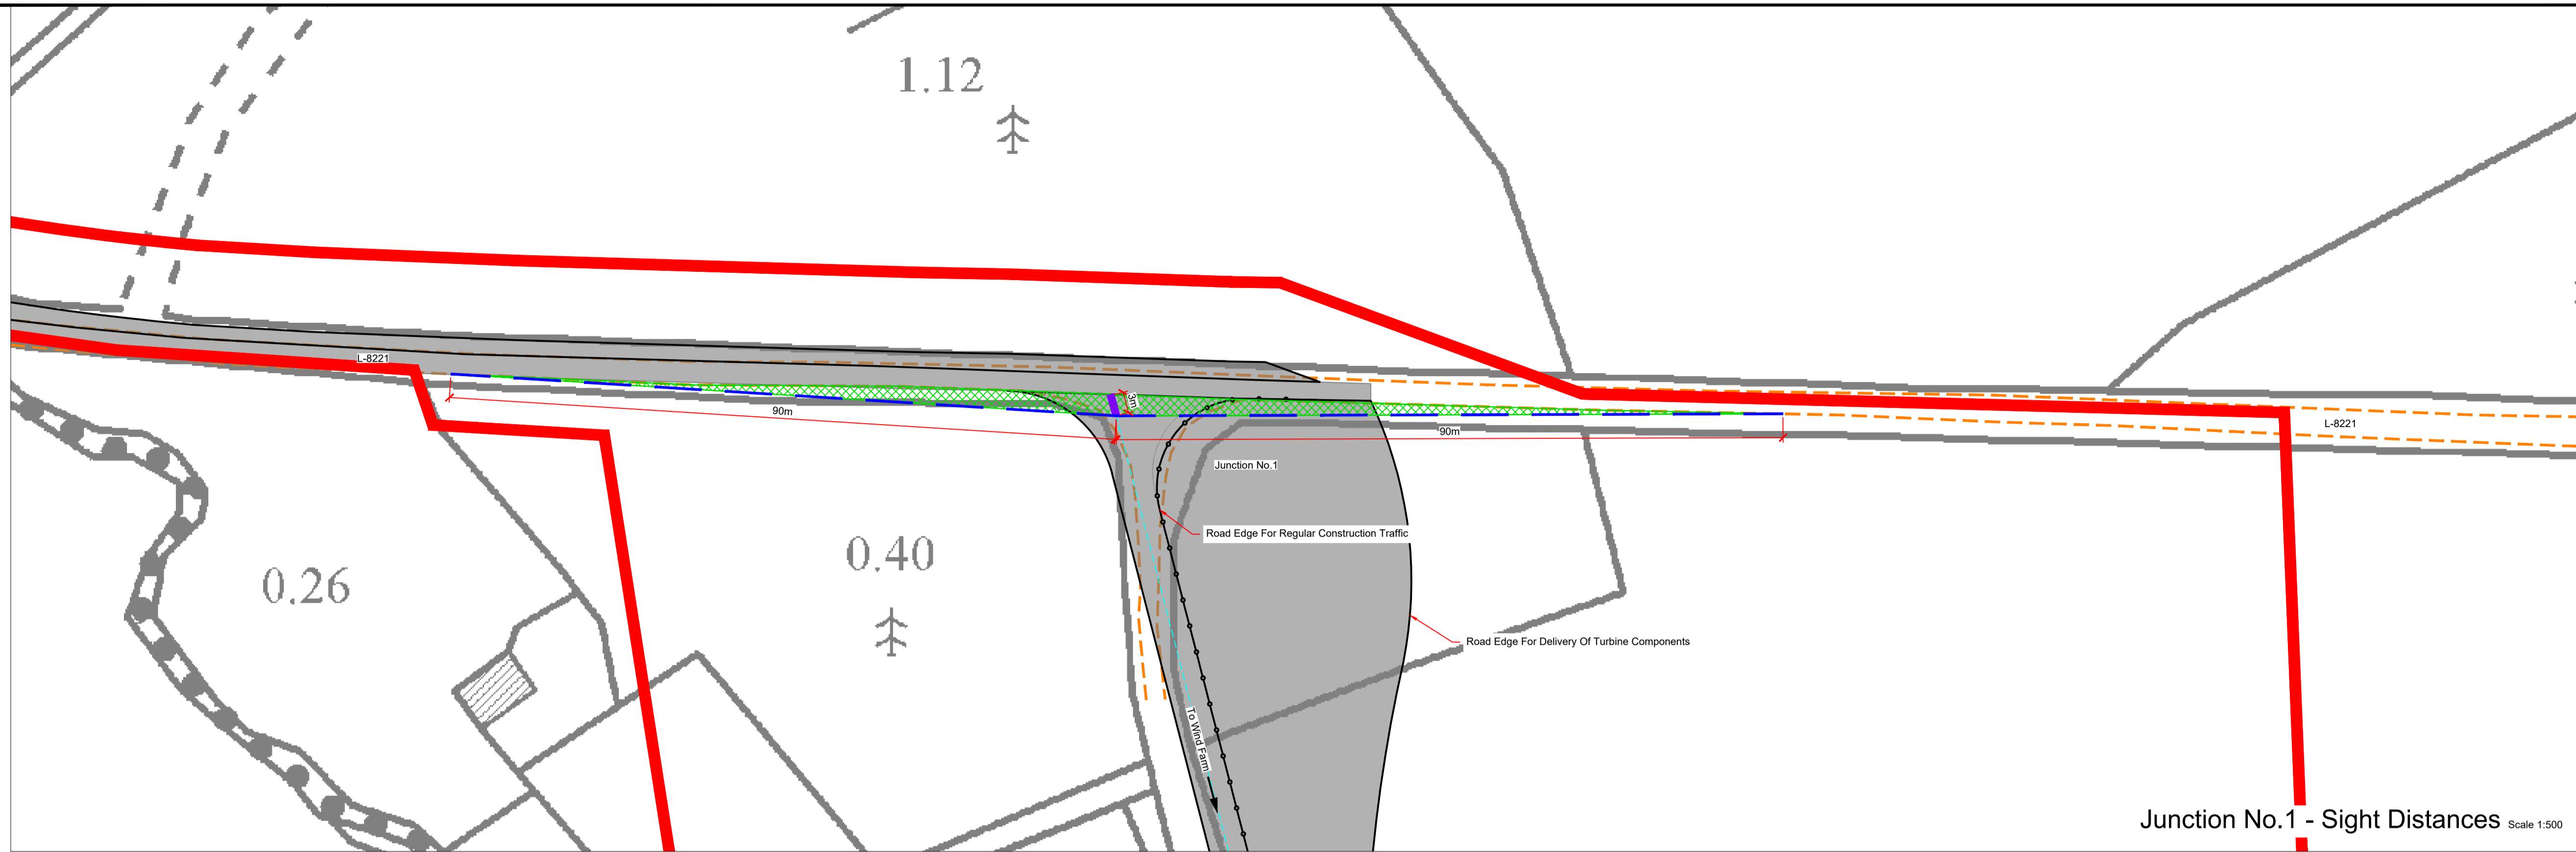 1.12
L-8221
3m
90m
90m
L-8221
Junction No.1
Road Edge For Regular Construction Traffic
0.40
0.26
Road Edge For Delivery Of Turbine Components
To Wind Farm
Junction No.1 - Sight Distances Scale 1:500